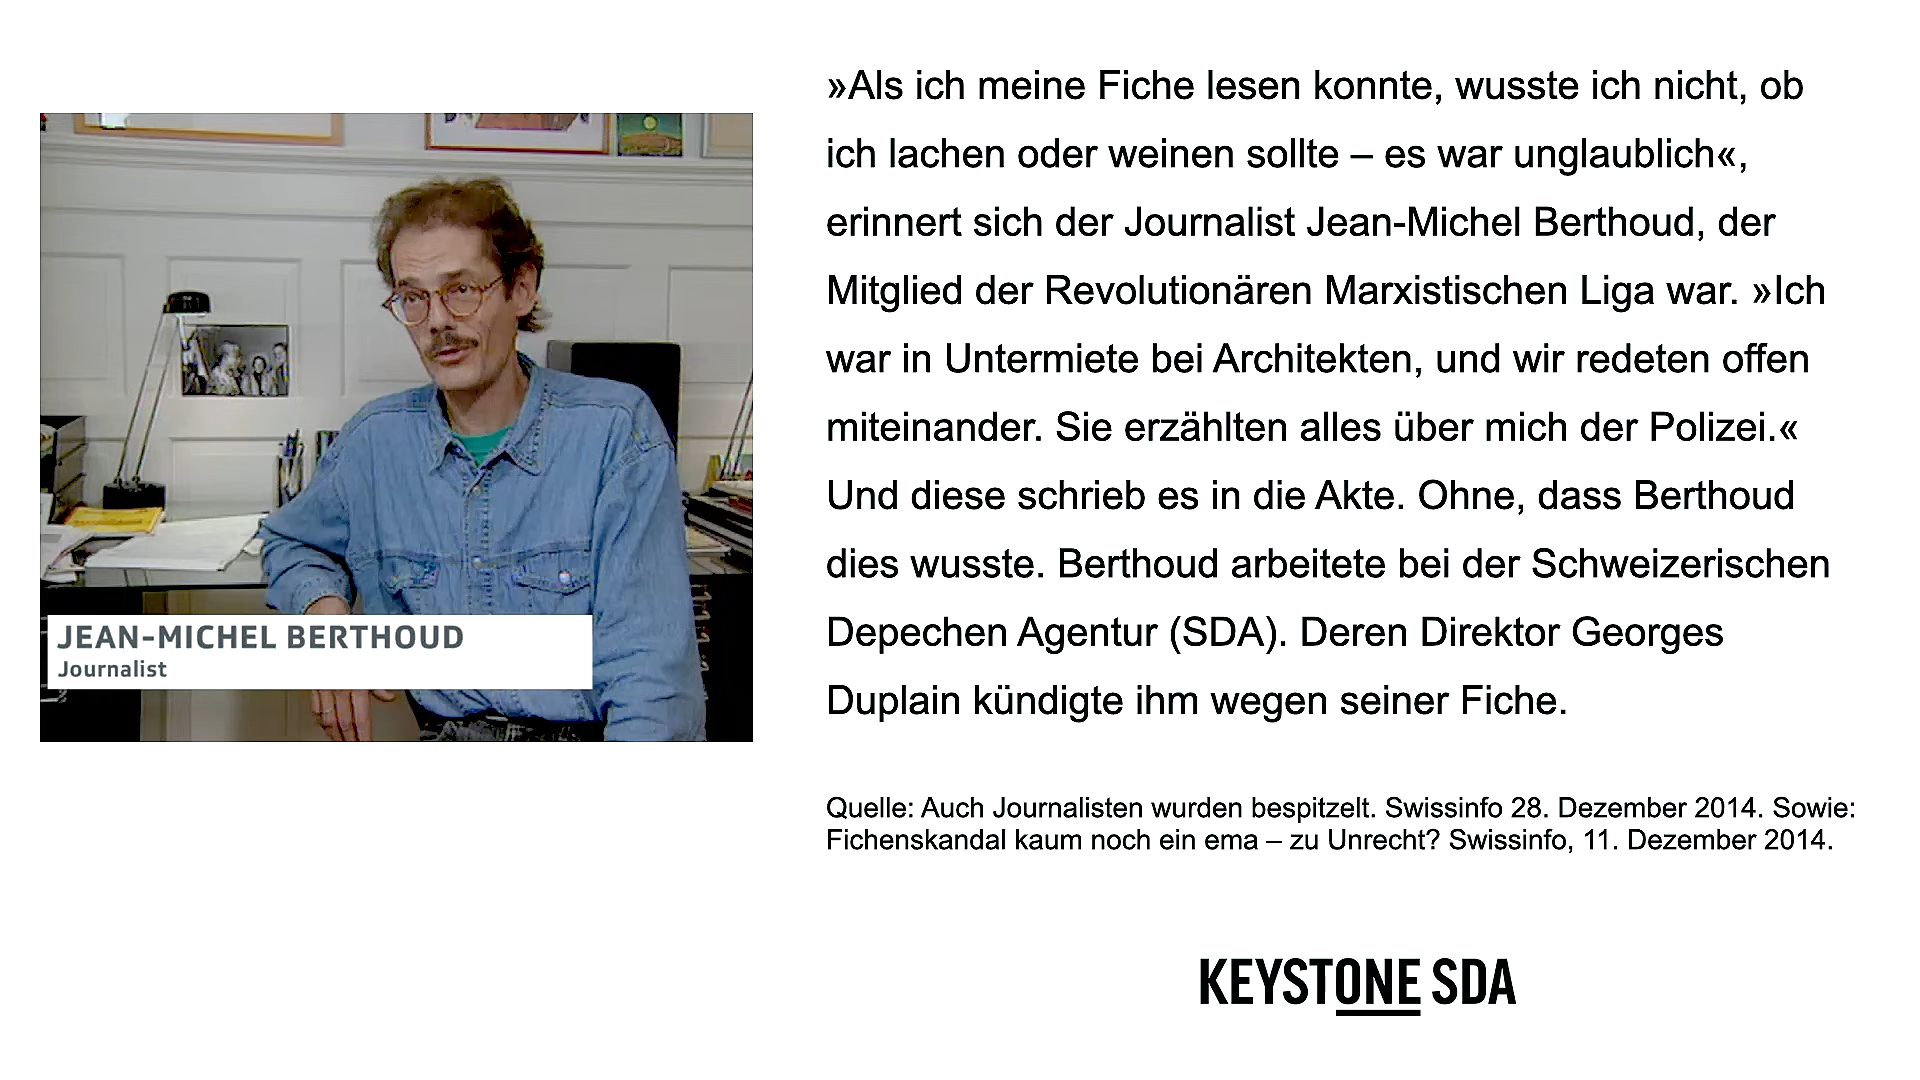 »Als ich meine Fiche lesen konnte, wusste ich nicht, ob
ich lachen oder weinen sollte – es war unglaublich«,
erinnert sich der Journalist Jean-Michel Berthoud, der
Mitglied der Revolutionären Marxistischen Liga war. »Ich
war in Untermiete bei Architekten, und wir redeten offen
miteinander. Sie erzählten alles über mich der Polizei.«
Und diese schrieb es in die Akte. Ohne, dass Berthoud
dies wusste. Berthoud arbeitete bei der Schweizerischen
Depechen Agentur (SDA). Deren Direktor Georges
Duplain kündigte ihm wegen seiner Fiche.
JEAN-MICHEL BERTHOUD
Journalist
Quelle: Auch Journalisten wurden bespitzelt. Swissinfo 28. Dezember 2014. Sowie:
Fichenskandal kaum noch ein ema – zu Unrecht? Swissinfo, 11. Dezember 2014.
KEYSTONE SDA